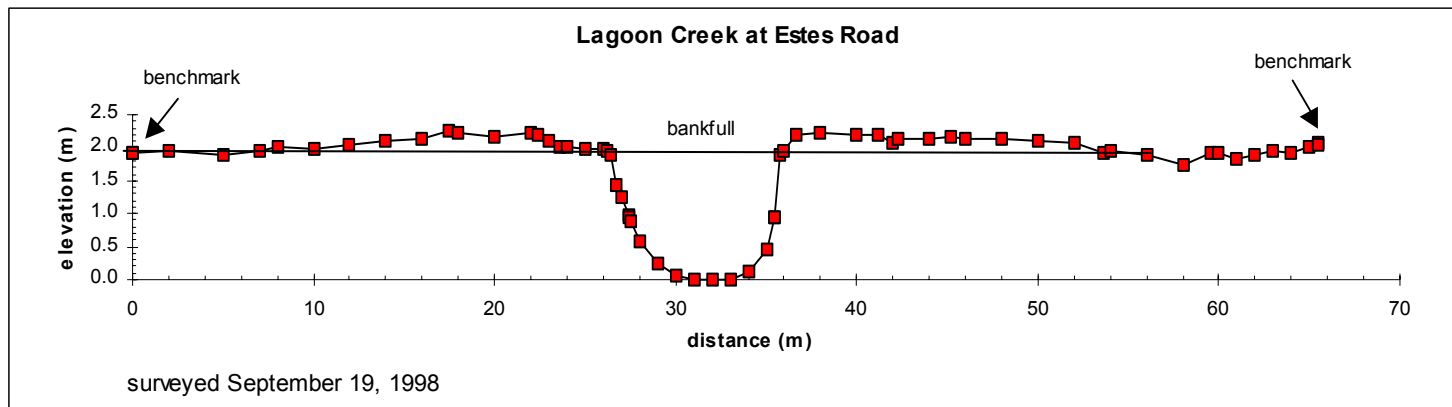 Lagoon Creek at Estes Road
benchmark
benchmark
bankfull
elevation (m)
2.5
2.0
1.5
1.0
0.5
0.0
0 10 20 30 40 50 60 70
distance (m)
surveyed September 19, 1998